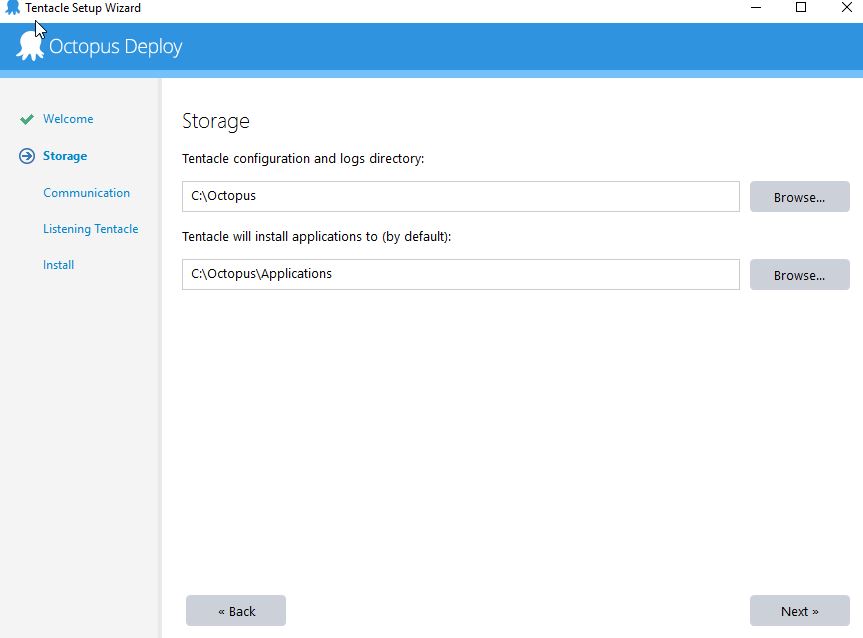 Tentacle Setup Wizard
Octopus Deploy
Welcome
Storage
Communication
Listening Tentacle
Install
Storage
Tentacle configuration and logs directory:
C:\Octopus
Browse...
Tentacle will install applications to (by default):
C:\Octopus\Applications
Browse...
« Back
Next »